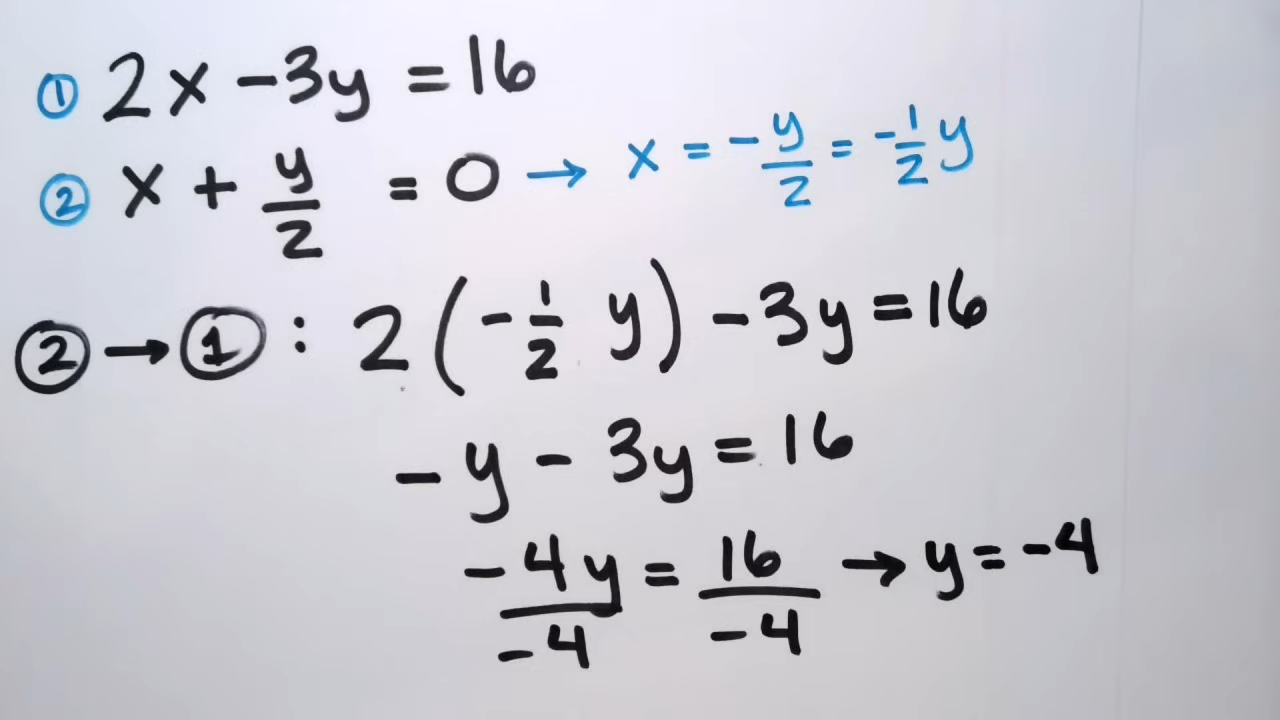 ① 2x - 3y = 16
② x + y/2 = 0 → x = -y/2 = -1/2 y
② → ① : 2(-1/2 y) - 3y = 16
-y - 3y = 16
-4y/-4 = 16/-4 → y = -4